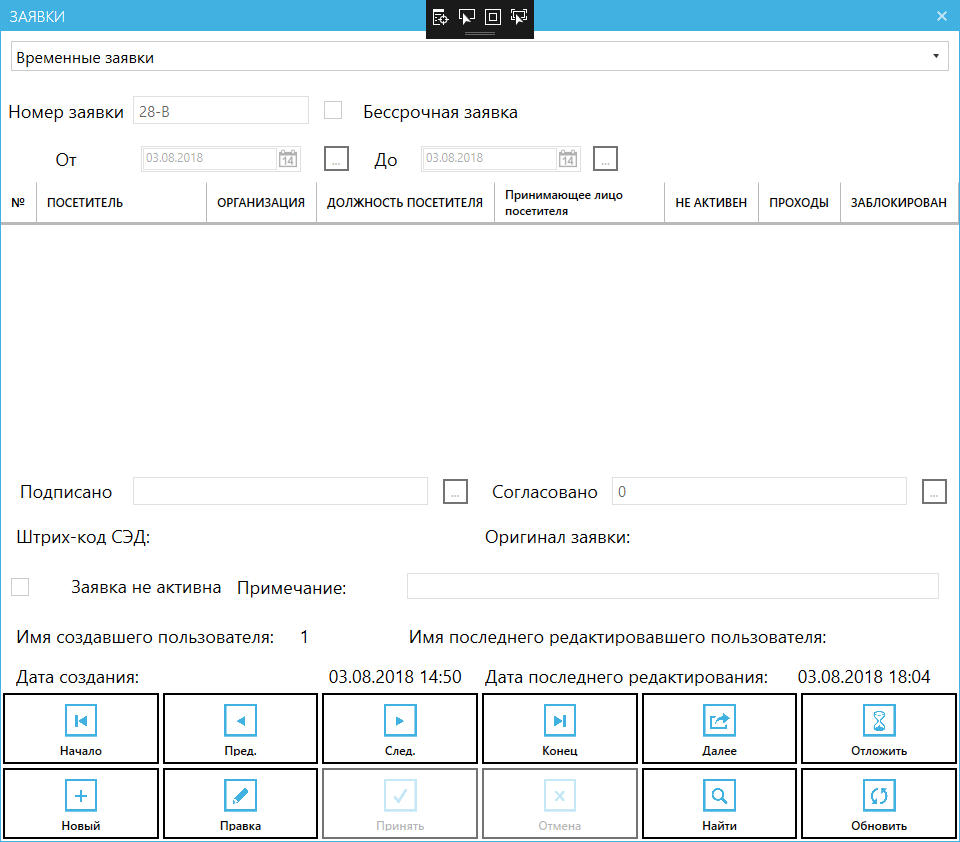 ЗАЯВКИ
Временные заявки
Номер заявки 28-В Бессрочная заявка
От 03.08.2018 14 ... До 03.08.2018 14 ...
№ ПОСЕТИТЕЛЬ ОРГАНИЗАЦИЯ ДОЛЖНОСТЬ ПОСЕТИТЕЛЯ Принимающее лицо посетителя НЕ АКТИВЕН ПРОХОДЫ ЗАБЛОКИРОВАН
Подписано ... Согласовано 0 ...
Штрих-код СЭД: Оригинал заявки:
Заявка не активна Примечание:
Имя создавшего пользователя: 1 Имя последнего редактировавшего пользователя:
Дата создания: 03.08.2018 14:50 Дата последнего редактирования: 03.08.2018 18:04
Начало Пред. След. Конец Далее Отложить
Новый Правка Принять Отмена Найти Обновить